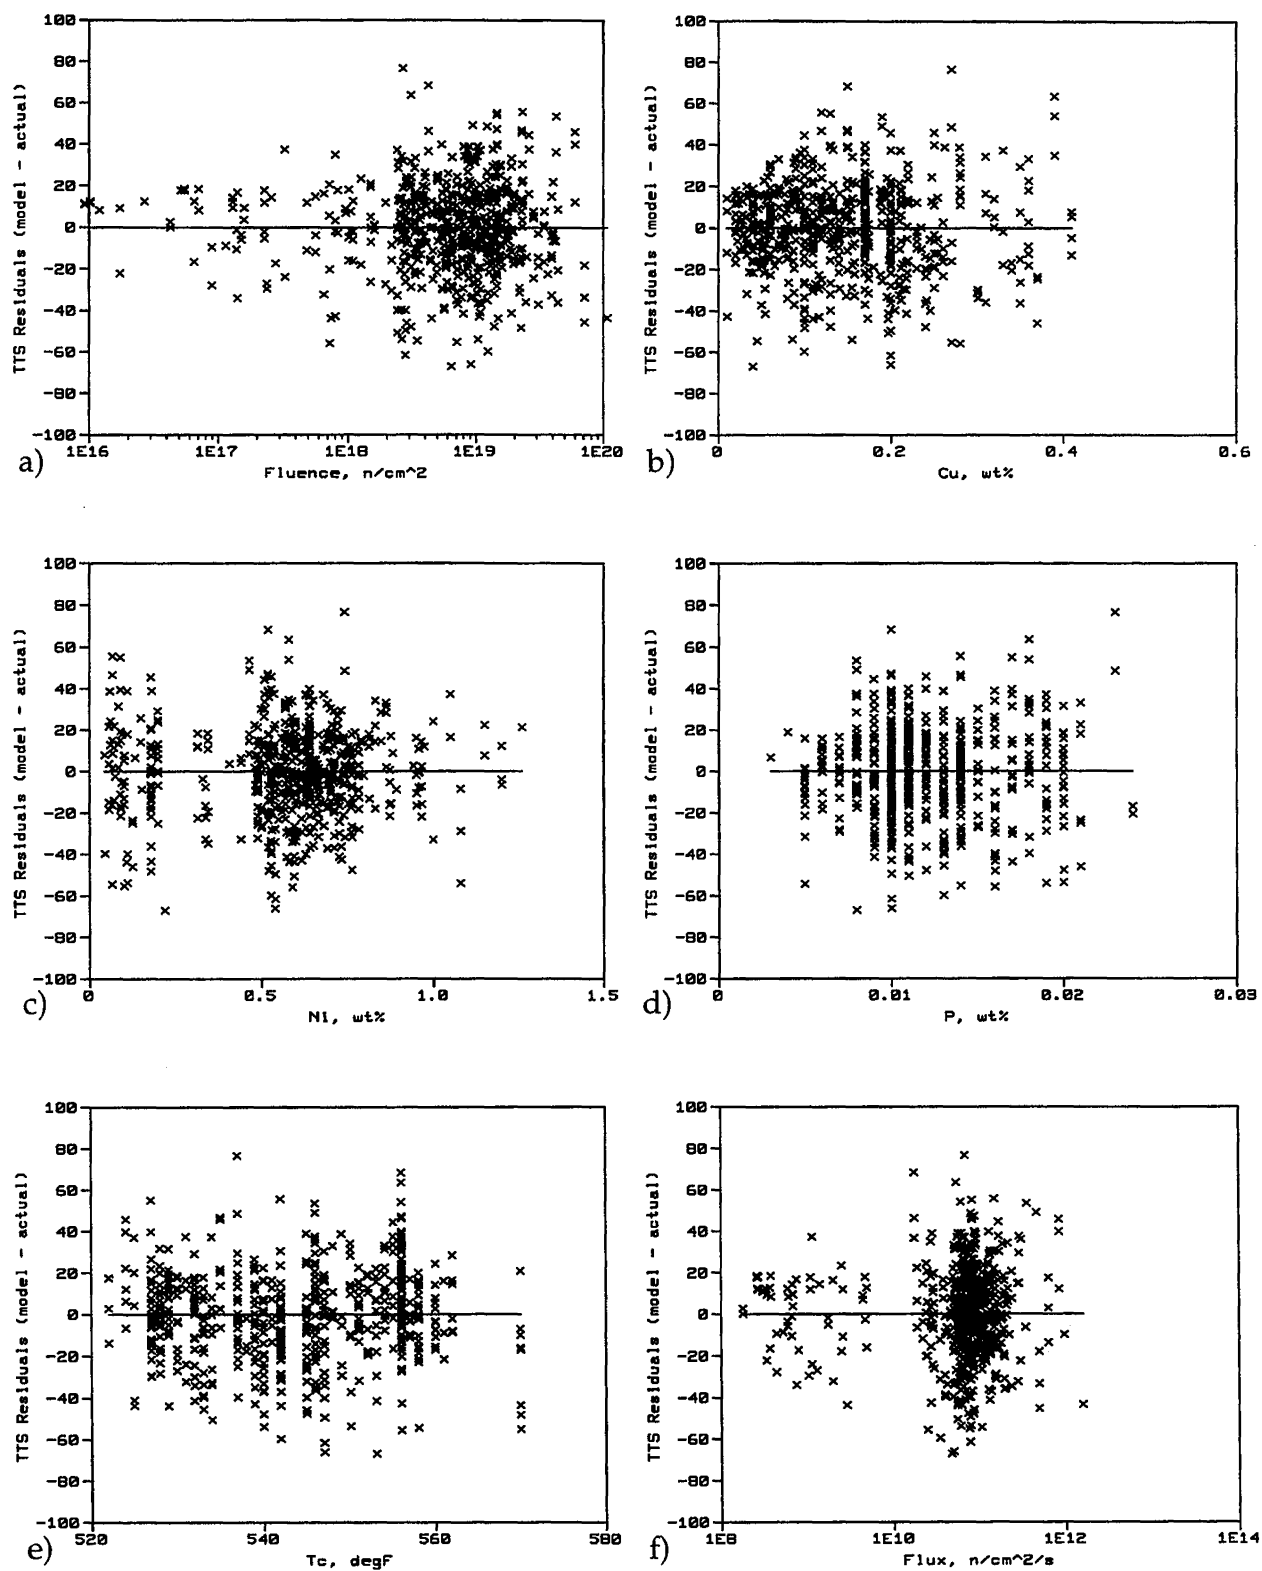 100
80
60
40
20
0
-20
-40
-60
-80
-100
TTS Residuals (model - actual)
1E16 1E17 1E18 1E19 1E20
Fluence, n/cm^2
a)
100
80
60
40
20
0
-20
-40
-60
-80
-100
TTS Residuals (model - actual)
0 0.2 0.4 0.6
Cu, wt%
b)
100
80
60
40
20
0
-20
-40
-60
-80
-100
TTS Residuals (model - actual)
0 0.5 1.0 1.5
Ni, wt%
c)
100
80
60
40
20
0
-20
-40
-60
-80
-100
TTS Residuals (model - actual)
0 0.01 0.02 0.03
P, wt%
d)
100
80
60
40
20
0
-20
-40
-60
-80
-100
TTS Residuals (model - actual)
520 540 560 580
Tc, degF
e)
100
80
60
40
20
0
-20
-40
-60
-80
-100
TTS Residuals (model - actual)
1E8 1E10 1E12 1E14
Flux, n/cm^2/s
f)